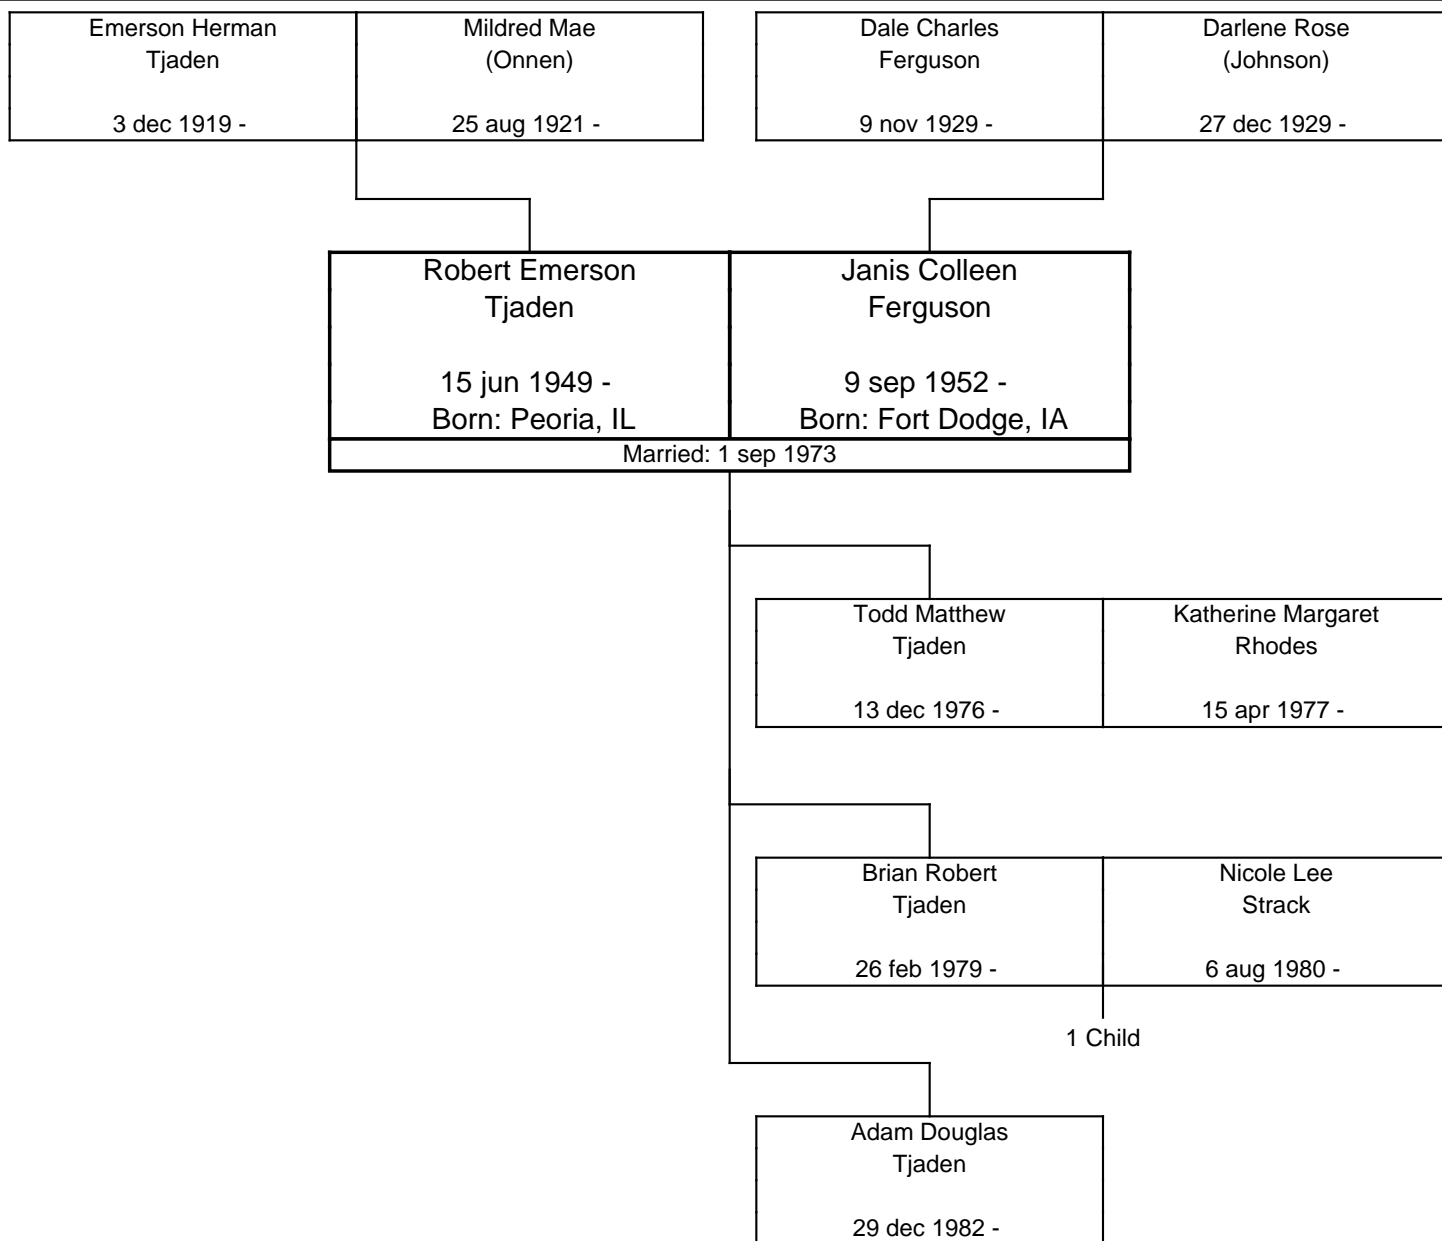 Emerson Herman
Tjaden
3 dec 1919 -
Mildred Mae
(Onnen)
25 aug 1921 -
Dale Charles
Ferguson
9 nov 1929 -
Darlene Rose
(Johnson)
27 dec 1929 -
Robert Emerson
Tjaden
15 jun 1949 -
Born: Peoria, IL
Janis Colleen
Ferguson
9 sep 1952 -
Born: Fort Dodge, IA
Married: 1 sep 1973
Todd Matthew
Tjaden
13 dec 1976 -
Katherine Margaret
Rhodes
15 apr 1977 -
Brian Robert
Tjaden
26 feb 1979 -
Nicole Lee
Strack
6 aug 1980 -
1 Child
Adam Douglas
Tjaden
29 dec 1982 -